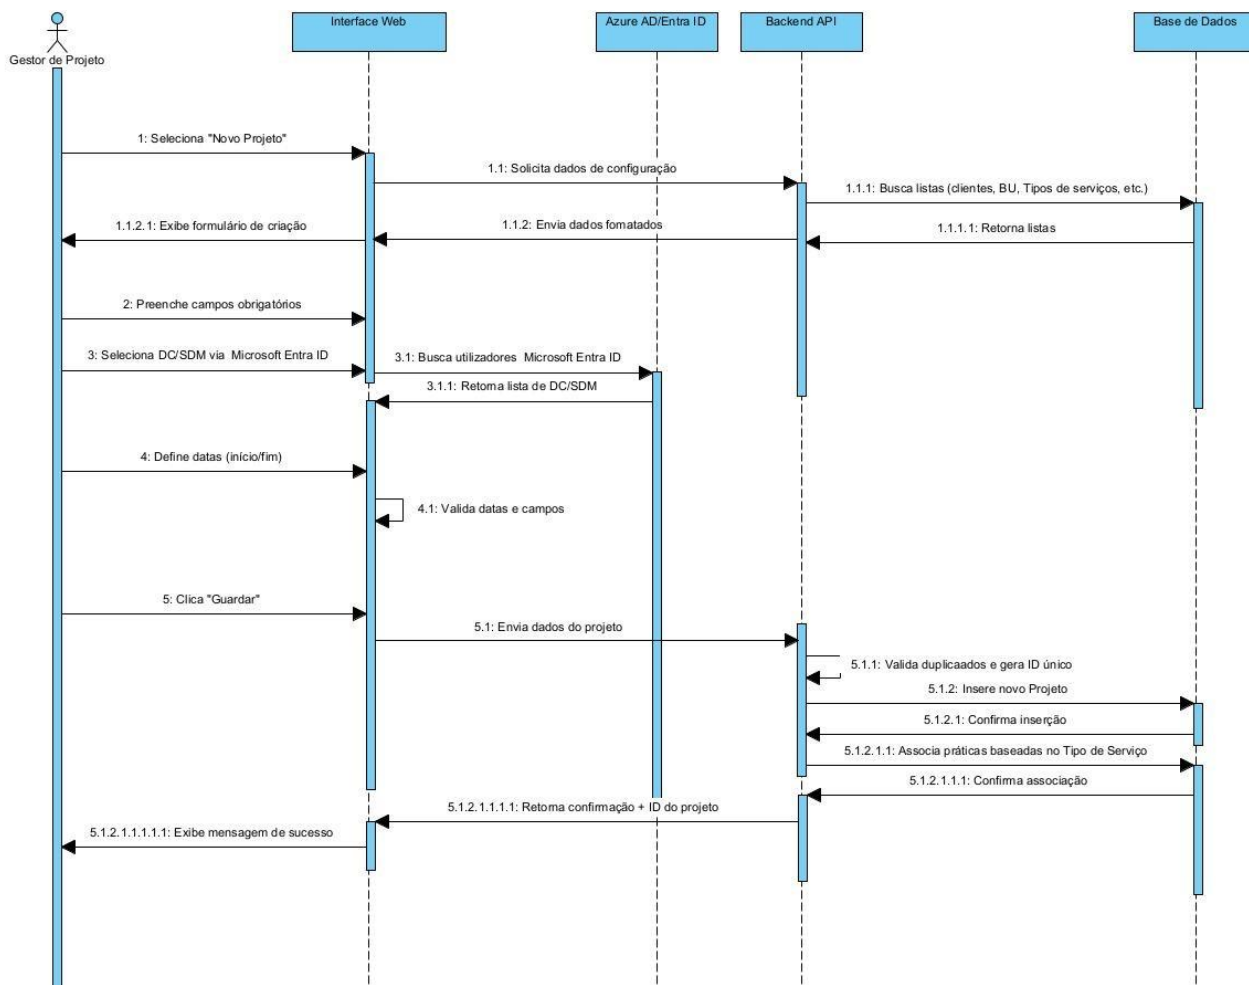 Interface Web
Azure AD/Entra ID
Backend API
Base de Dados
Gestor de Projeto
1: Seleciona "Novo Projeto"
1.1: Solicita dados de configuração
1.1.1: Busca listas (clientes, BU, Tipos de serviços, etc.)
1.1.2.1: Exibe formulário de criação
1.1.2: Envia dados fomatados
1.1.1.1: Retorna listas
2: Preenche campos obrigatórios
3: Seleciona DC/SDM via Microsoft Entra ID
3.1: Busca utilizadores Microsoft Entra ID
3.1.1: Retorna lista de DC/SDM
4: Define datas (início/fim)
4.1: Valida datas e campos
5: Clica "Guardar"
5.1: Envia dados do projeto
5.1.1: Valida duplicaados e gera ID único
5.1.2: Insere novo Projeto
5.1.2.1: Confirma inserção
5.1.2.1.1: Associa práticas baseadas no Tipo de Serviço
5.1.2.1.1.1: Confirma associação
5.1.2.1.1.1.1: Retorna confirmação + ID do projeto
5.1.2.1.1.1.1.1: Exibe mensagem de sucesso